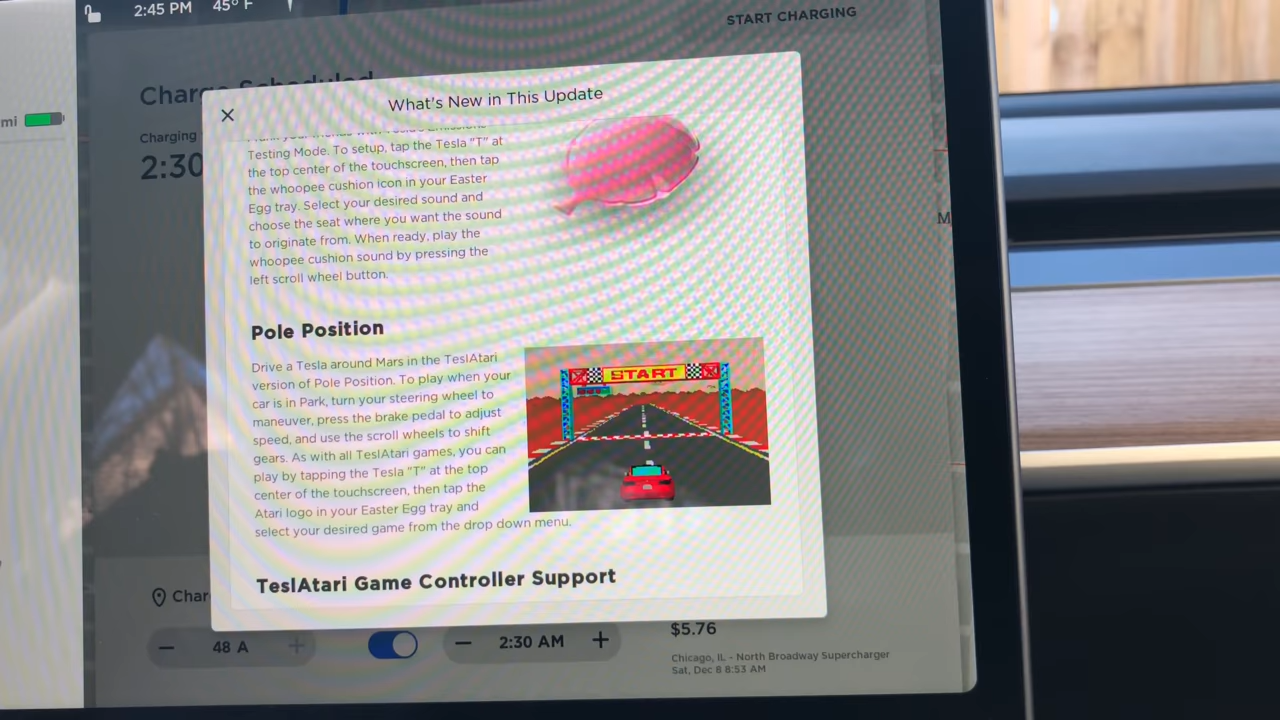 2:45 PM 45° F
START CHARGING
Charge Scheduled
What's New in This Update
mi
Charging
2:30
Testing Mode. To setup, tap the Tesla "T" at
the top center of the touchscreen, then tap
the whoopee cushion icon in your Easter
Egg tray. Select your desired sound and
choose the seat where you want the sound
to originate from. When ready, play the
whoopee cushion sound by pressing the
left scroll wheel button.
M
Pole Position
Drive a Tesla around Mars in the TeslAtari
version of Pole Position. To play when your
car is in Park, turn your steering wheel to
maneuver, press the brake pedal to adjust
speed, and use the scroll wheels to shift
gears. As with all TeslAtari games, you can
play by tapping the Tesla "T" at the top
center of the touchscreen, then tap the
Atari logo in your Easter Egg tray and
select your desired game from the drop down menu.
START
TeslAtari Game Controller Support
Char
48 A
2:30 AM
$5.76
Chicago, IL - North Broadway Supercharger
Sat, Dec 8 8:53 AM